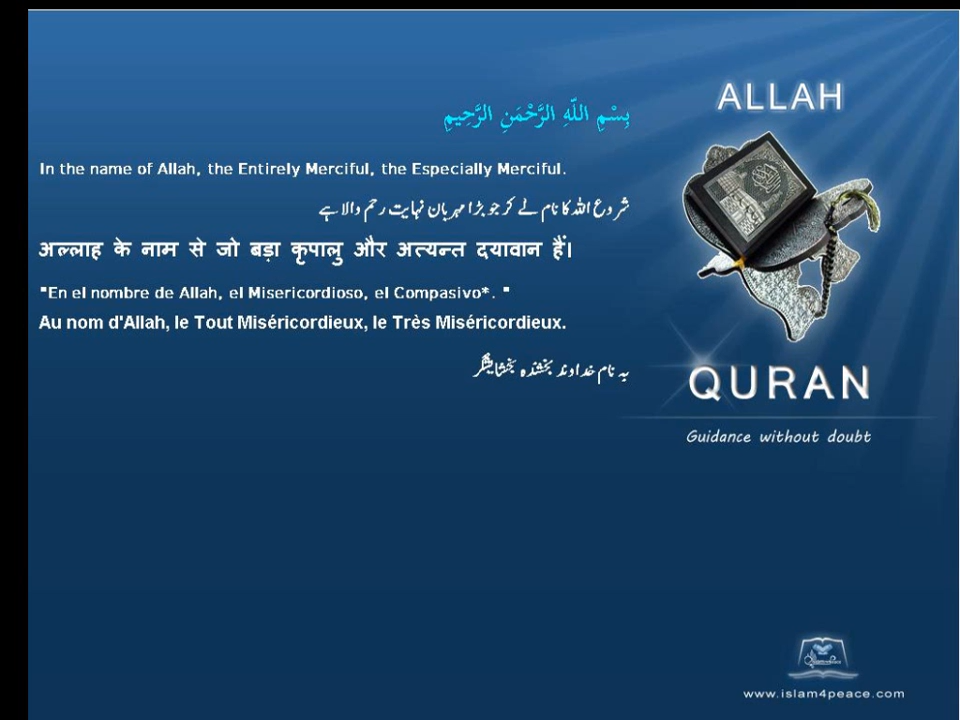 بِسْمِ اللّهِ الرَّحْمَنِ الرَّحِيمِ
In the name of Allah, the Entirely Merciful, the Especially Merciful.
شروع الله کا نام لے کر جو بڑا مہربان نہایت رحم والا ہے
अल्लाह के नाम से जो बड़ा कृपालु और अत्यन्त दयावान हैं।
"En el nombre de Allah, el Misericordioso, el Compasivo*. "
Au nom d'Allah, le Tout Miséricordieux, le Très Miséricordieux.
به نام خداوند بخشنده بخشایشگر
ALLAH
QURAN
Guidance without doubt
www.islam4peace.com